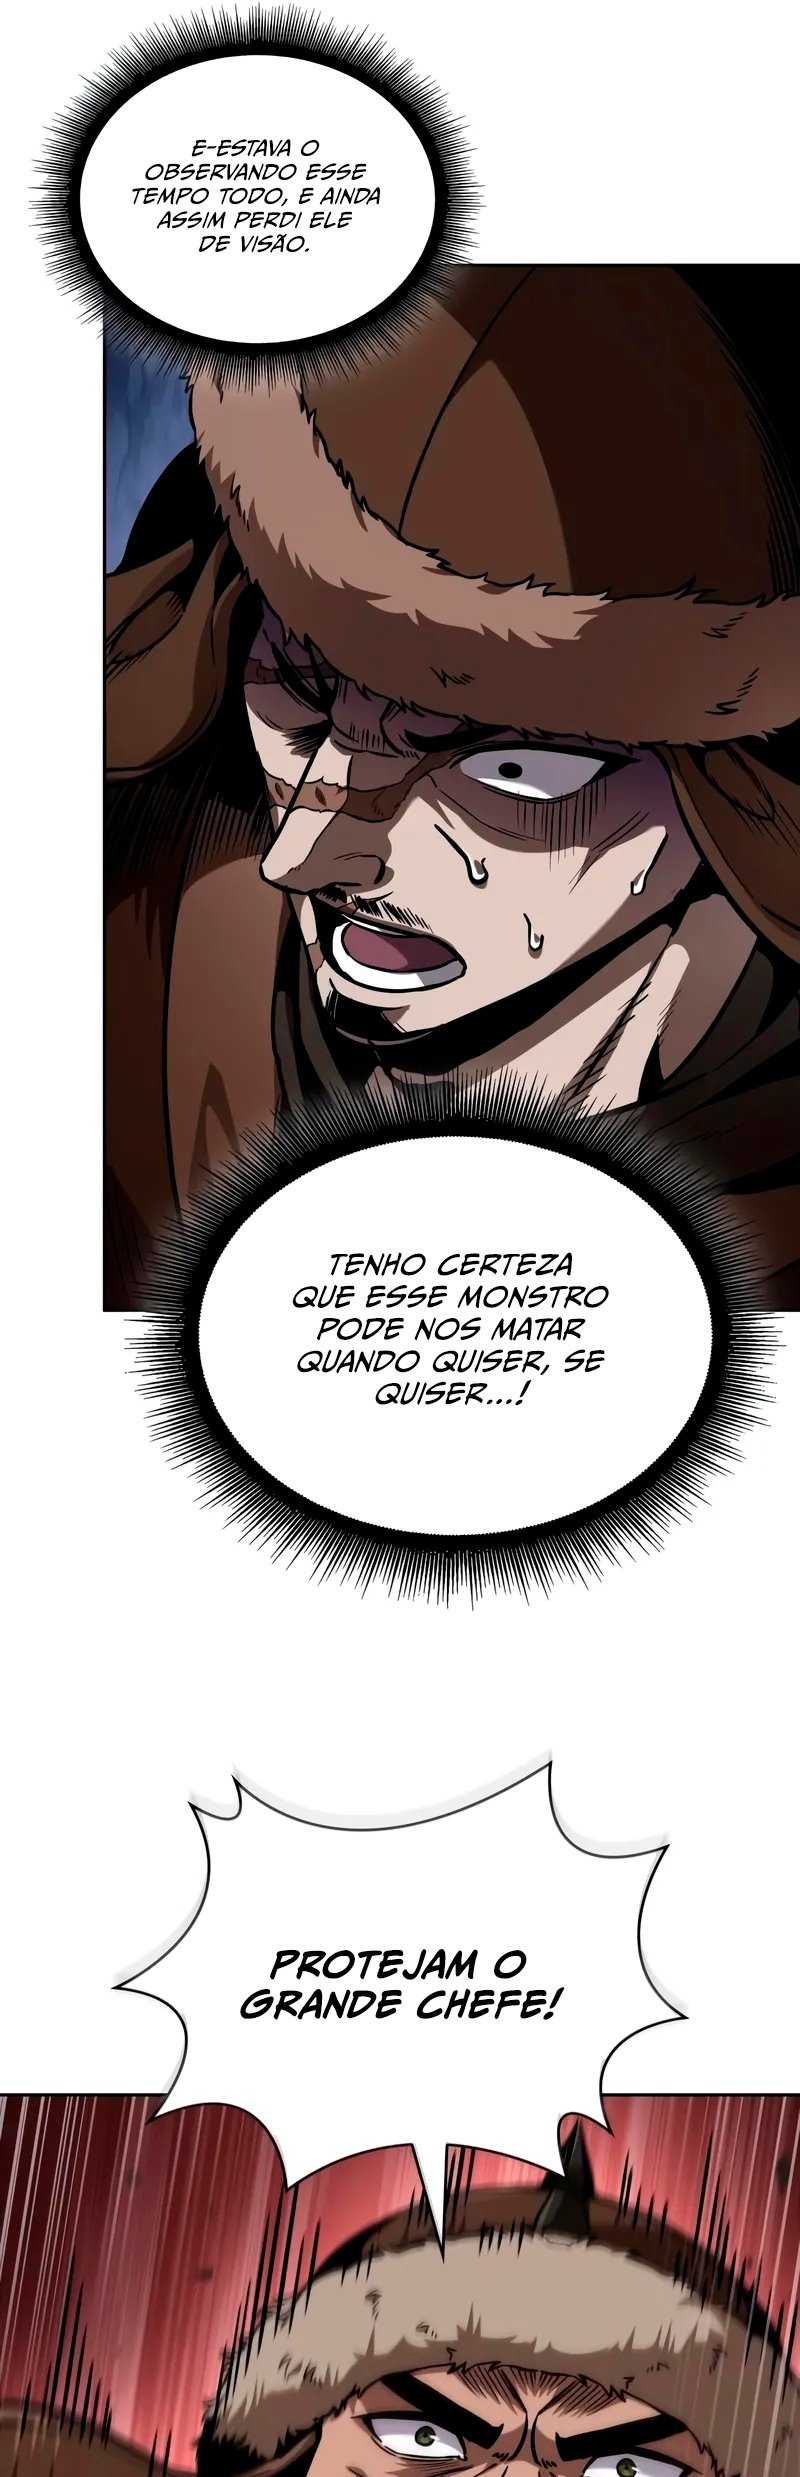 E-ESTAVA O
OBSERVANDO ESSE
TEMPO TODO, E AINDA
ASSIM PERDI ELE
DE VISÃO.
TENHO CERTEZA
QUE ESSE MONSTRO
PODE NOS MATAR
QUANDO QUISER, SE
QUISER...!
PROTEJAM O
GRANDE CHEFE!